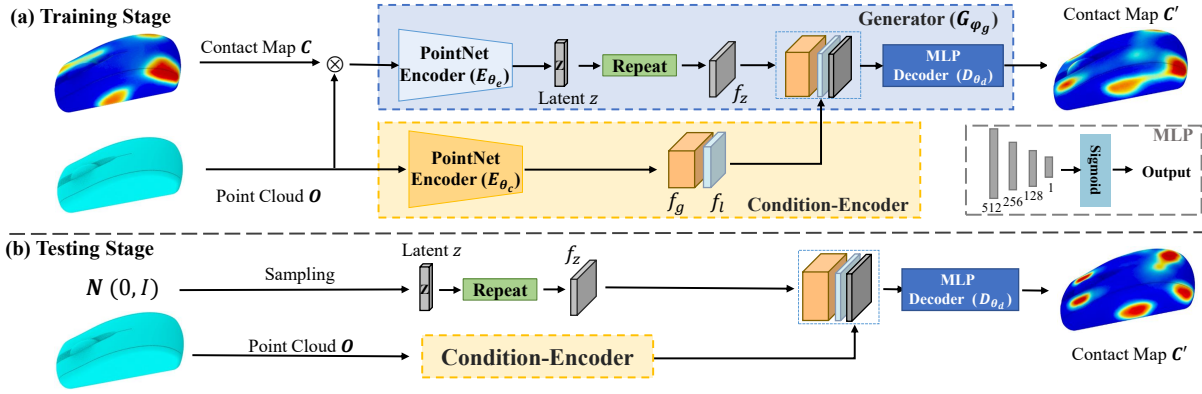 (a) Training Stage
Contact Map C
Point Cloud O
⊗
PointNet
Encoder (E_θe)
z
Latent z
Repeat
f_z
Generator (G_φg)
MLP
Decoder (D_θd)
Contact Map C′
PointNet
Encoder (E_θc)
f_g f_l
Condition-Encoder
MLP
512 256 128 1
Sigmoid
Output
(b) Testing Stage
N (0, I)
Sampling
Latent z
z
Repeat
f_z
MLP
Decoder (D_θd)
Point Cloud O
Condition-Encoder
Contact Map C′